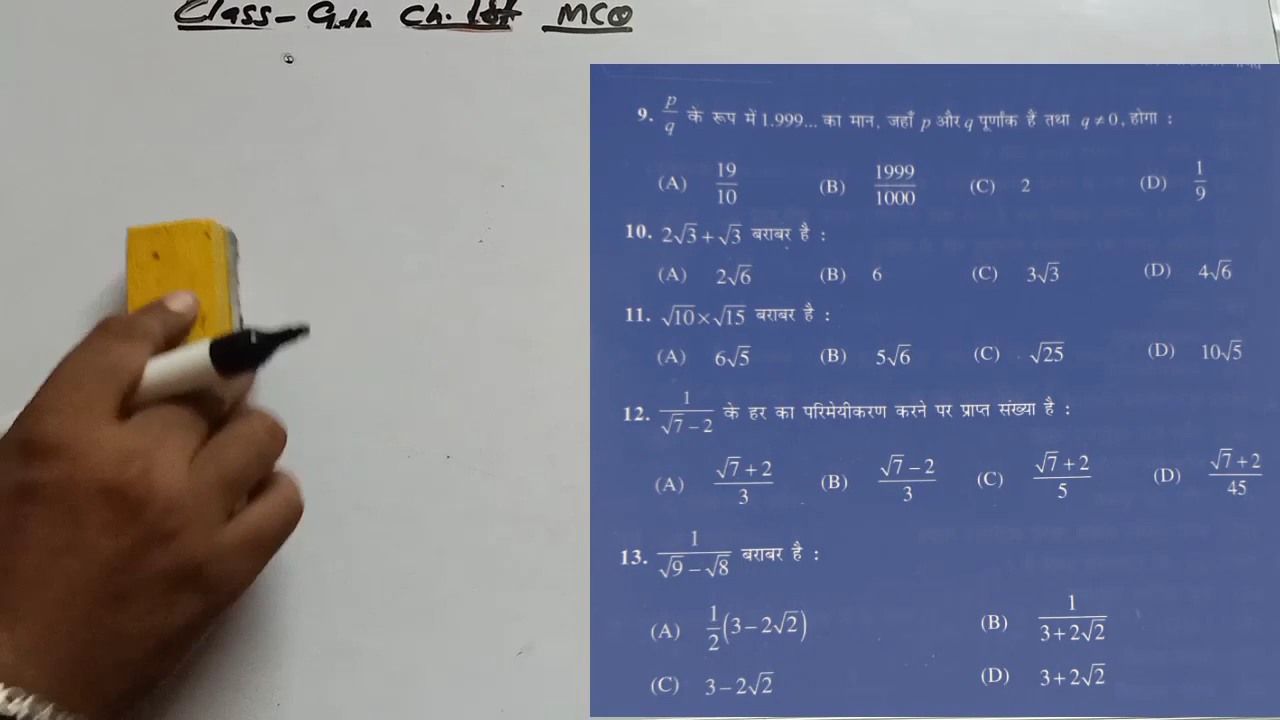 Class - 9th Ch. 1st MCQ
9. p/q के रूप में 1.999... का मान, जहाँ p और q पूर्णांक हैं तथा q ≠ 0, होगा :
(A) 19/10 (B) 1999/1000 (C) 2 (D) 1/9
10. 2√3 + √3 बराबर है :
(A) 2√6 (B) 6 (C) 3√3 (D) 4√6
11. √10 × √15 बराबर है :
(A) 6√5 (B) 5√6 (C) √25 (D) 10√5
12. 1/(√7 – 2) के हर का परिमेयीकरण करने पर प्राप्त संख्या है :
(A) (√7 + 2)/3 (B) (√7 – 2)/3 (C) (√7 + 2)/5 (D) (√7 + 2)/45
13. 1/(√9 – √8) बराबर है :
(A) 1/2(3 – 2√2) (B) 1/(3 + 2√2)
(C) 3 – 2√2 (D) 3 + 2√2